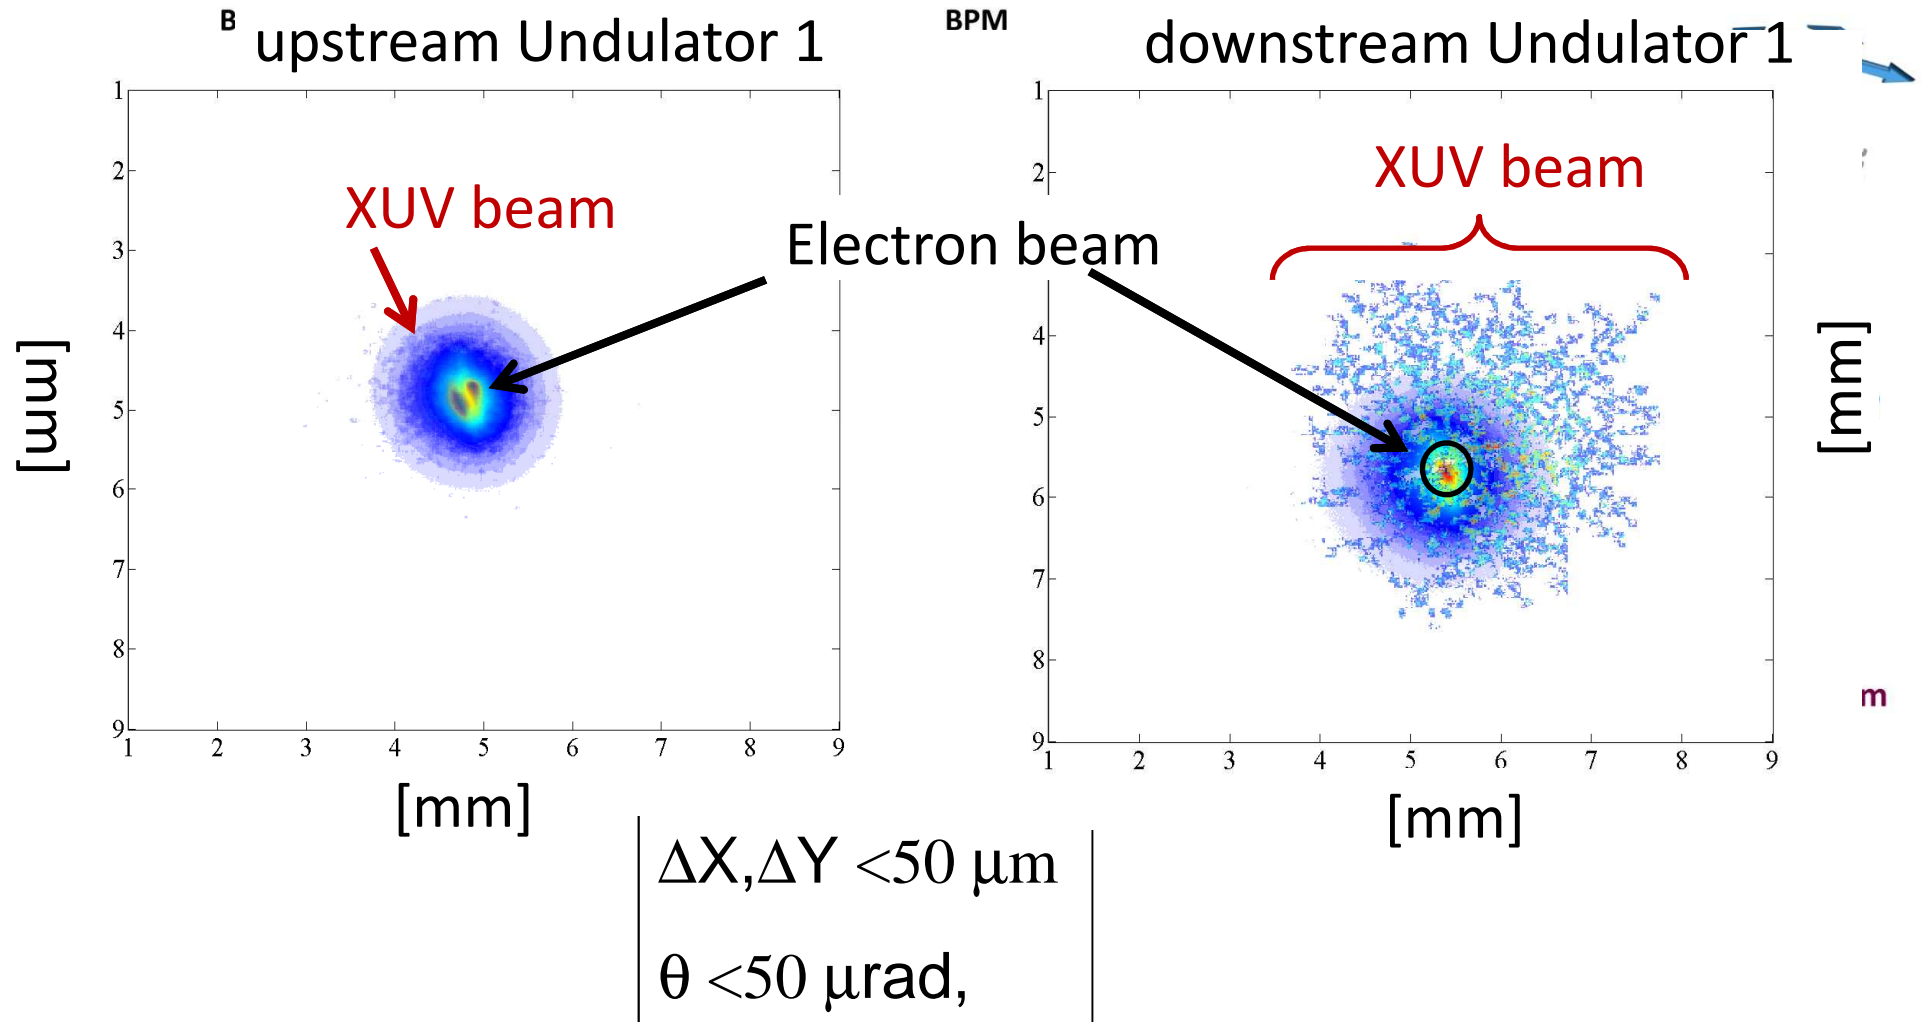 B
upstream Undulator 1
BPM
downstream Undulator 1
XUV beam
XUV beam
Electron beam
1
2
3
4
5
6
7
8
9
1 2 3 4 5 6 7 8 9
[mm]
[mm]
1
2
4
5
6
7
8
9
1 2 3 4 5 6 7 8 9
[mm]
[mm]
m
ΔX,ΔY <50 μm
θ <50 μrad,